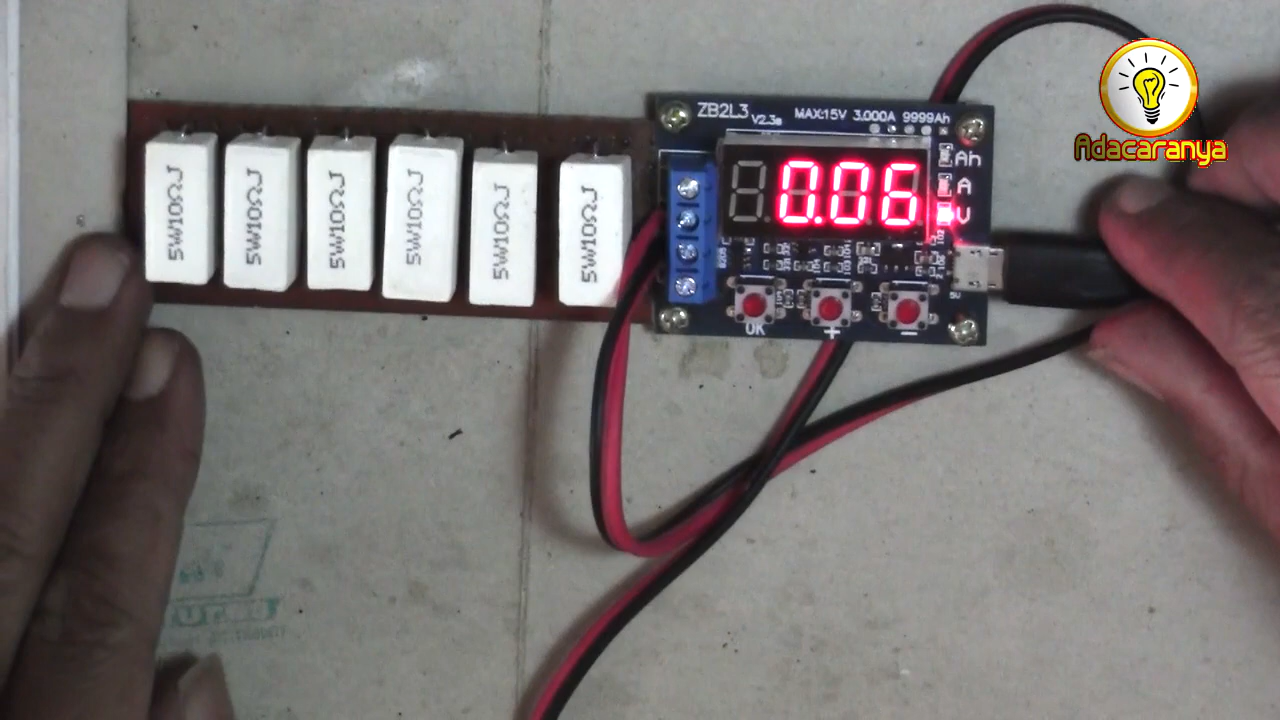 Adacaranya
ZB2L3 V2.3e MAX:15V 3.000A 9999Ah
Ah
A
V
0.06
5W10ΩJ
5W10ΩJ
5W10ΩJ
5W10ΩJ
5W10ΩJ
5W10ΩJ
5V
OK
+
-